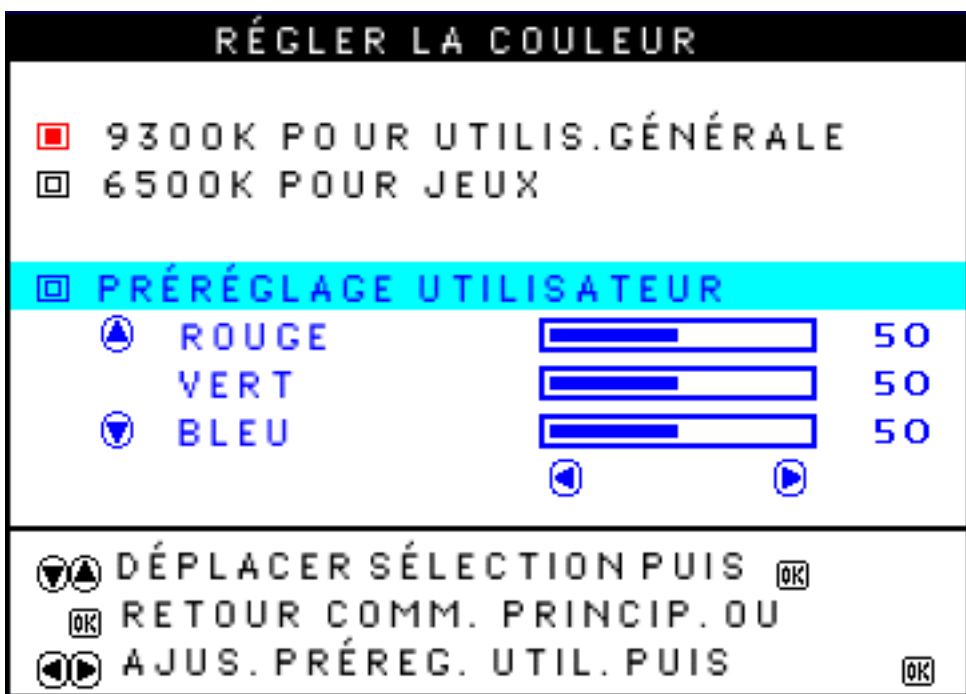 RÉGLER LA COULEUR
9300K POUR UTILIS.GÉNÉRALE
6500K POUR JEUX
PRÉRÉGLAGE UTILISATEUR
ROUGE 50
VERT 50
BLEU 50
DÉPLACER SÉLECTION PUIS OK
OK RETOUR COMM. PRINCIP. OU
AJUS. PRÉREG. UTIL. PUIS OK